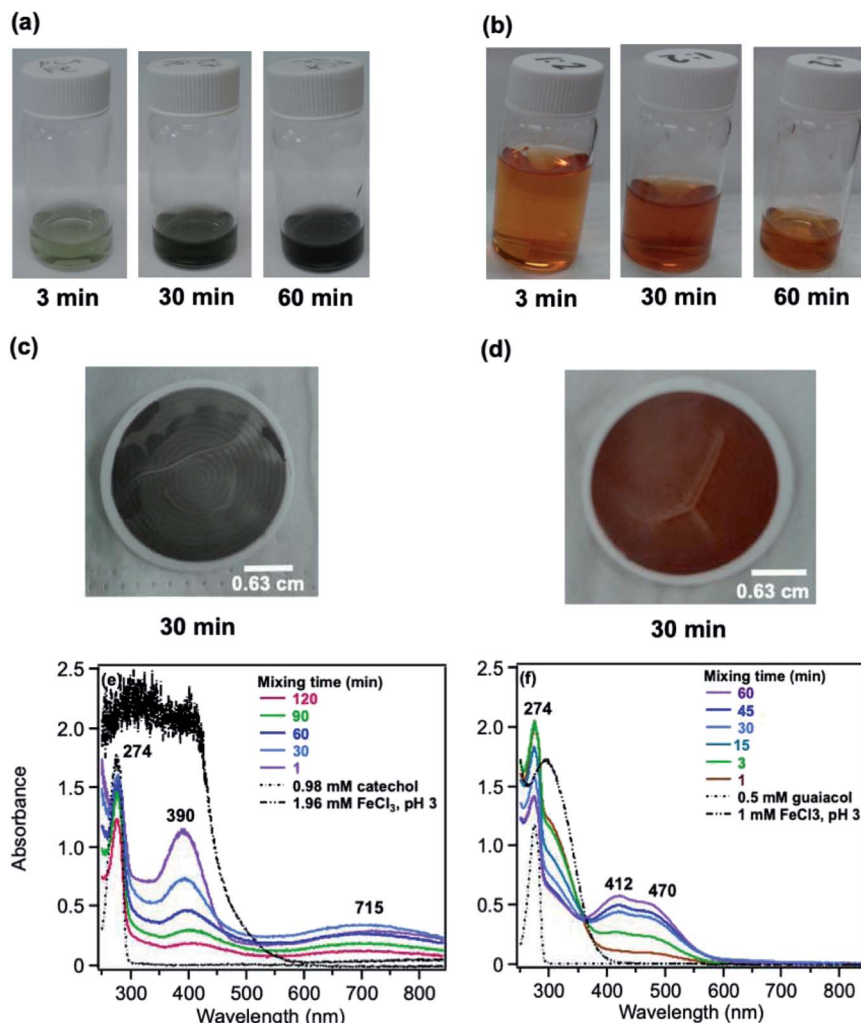 (a)
(b)
3 min 30 min 60 min
3 min 30 min 60 min
(c)
(d)
0.63 cm
0.63 cm
30 min
30 min
(e)
Mixing time (min)
120
90
60
30
1
0.98 mM catechol
1.96 mM FeCl₃, pH 3
274
390
715
2.5
2.0
1.5
1.0
0.5
0
Absorbance
300 400 500 600 700 800
Wavelength (nm)
(f)
Mixing time (min)
60
45
30
15
3
1
0.5 mM guaiacol
1 mM FeCl3, pH 3
274
412
470
2.5
2.0
1.5
1.0
0.5
0
300 400 500 600 700 800
Wavelength (nm)